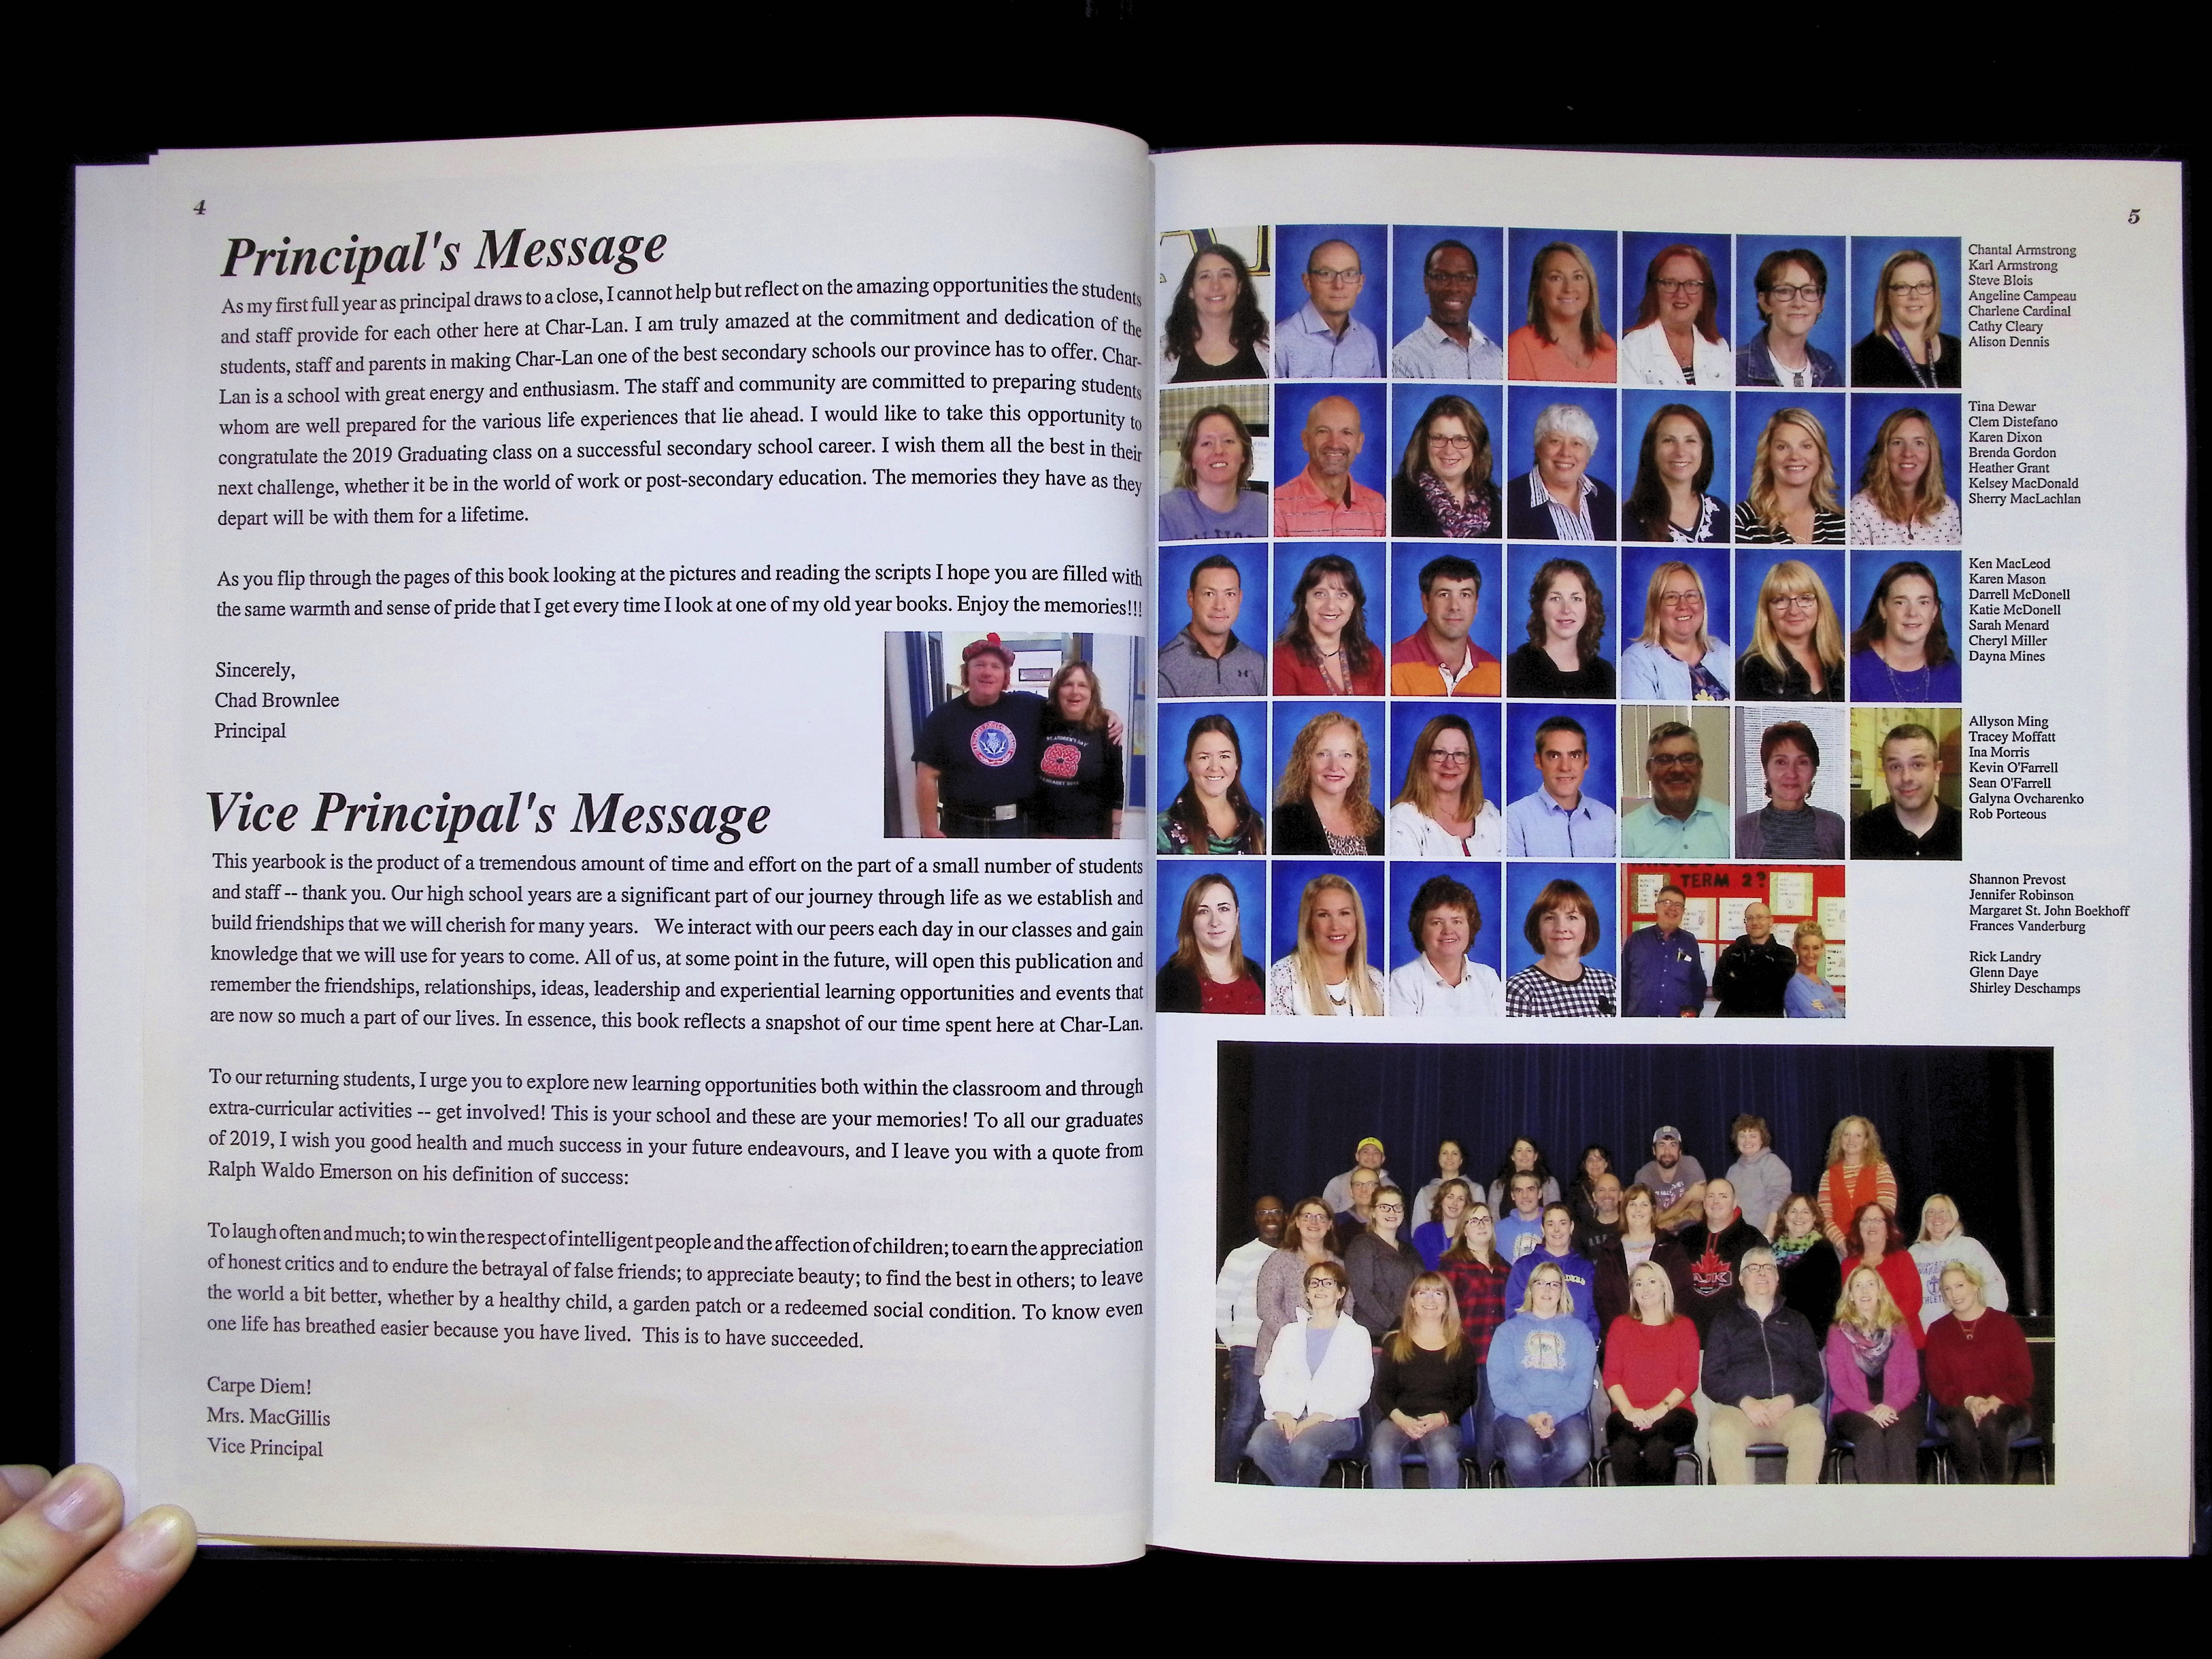 4
Principal's Message
As my first full year as principal draws to a close, I cannot help but reflect on the amazing opportunities the students
and staff provide for each other here at Char-Lan. I am truly amazed at the commitment and dedication of the
students, staff and parents in making Char-Lan one of the best secondary schools our province has to offer. Char-
Lan is a school with great energy and enthusiasm. The staff and community are committed to preparing students
whom are well prepared for the various life experiences that lie ahead. I would like to take this opportunity to
congratulate the 2019 Graduating class on a successful secondary school career. I wish them all the best in their
next challenge, whether it be in the world of work or post-secondary education. The memories they have as they
depart will be with them for a lifetime.
As you flip through the pages of this book looking at the pictures and reading the scripts I hope you are filled with
the same warmth and sense of pride that I get every time I look at one of my old year books. Enjoy the memories!!!
Sincerely,
Chad Brownlee
Principal
Vice Principal's Message
This yearbook is the product of a tremendous amount of time and effort on the part of a small number of students
and staff -- thank you. Our high school years are a significant part of our journey through life as we establish and
build friendships that we will cherish for many years. We interact with our peers each day in our classes and gain
knowledge that we will use for years to come. All of us, at some point in the future, will open this publication and
remember the friendships, relationships, ideas, leadership and experiential learning opportunities and events that
are now so much a part of our lives. In essence, this book reflects a snapshot of our time spent here at Char-Lan.
To our returning students, I urge you to explore new learning opportunities both within the classroom and through
extra-curricular activities -- get involved! This is your school and these are your memories! To all our graduates
of 2019, I wish you good health and much success in your future endeavours, and I leave you with a quote from
Ralph Waldo Emerson on his definition of success:
To laugh often and much; to win the respect of intelligent people and the affection of children; to earn the appreciation
of honest critics and to endure the betrayal of false friends; to appreciate beauty; to find the best in others; to leave
the world a bit better, whether by a healthy child, a garden patch or a redeemed social condition. To know even
one life has breathed easier because you have lived. This is to have succeeded.
Carpe Diem!
Mrs. MacGillis
Vice Principal
5
Chantal Armstrong
Karl Armstrong
Steve Blois
Angeline Campeau
Charlene Cardinal
Cathy Cleary
Alison Dennis
Tina Dewar
Clem Distefano
Karen Dixon
Brenda Gordon
Heather Grant
Kelsey MacDonald
Sherry MacLachlan
Ken MacLeod
Karen Mason
Darrell McDonell
Katie McDonell
Sarah Menard
Cheryl Miller
Dayna Mines
Allyson Ming
Tracey Moffatt
Ina Morris
Kevin O'Farrell
Sean O'Farrell
Galyna Ovcharenko
Rob Porteous
TERM 2?
Shannon Prevost
Jennifer Robinson
Margaret St. John Boekhoff
Frances Vanderburg
Rick Landry
Glenn Daye
Shirley Deschamps